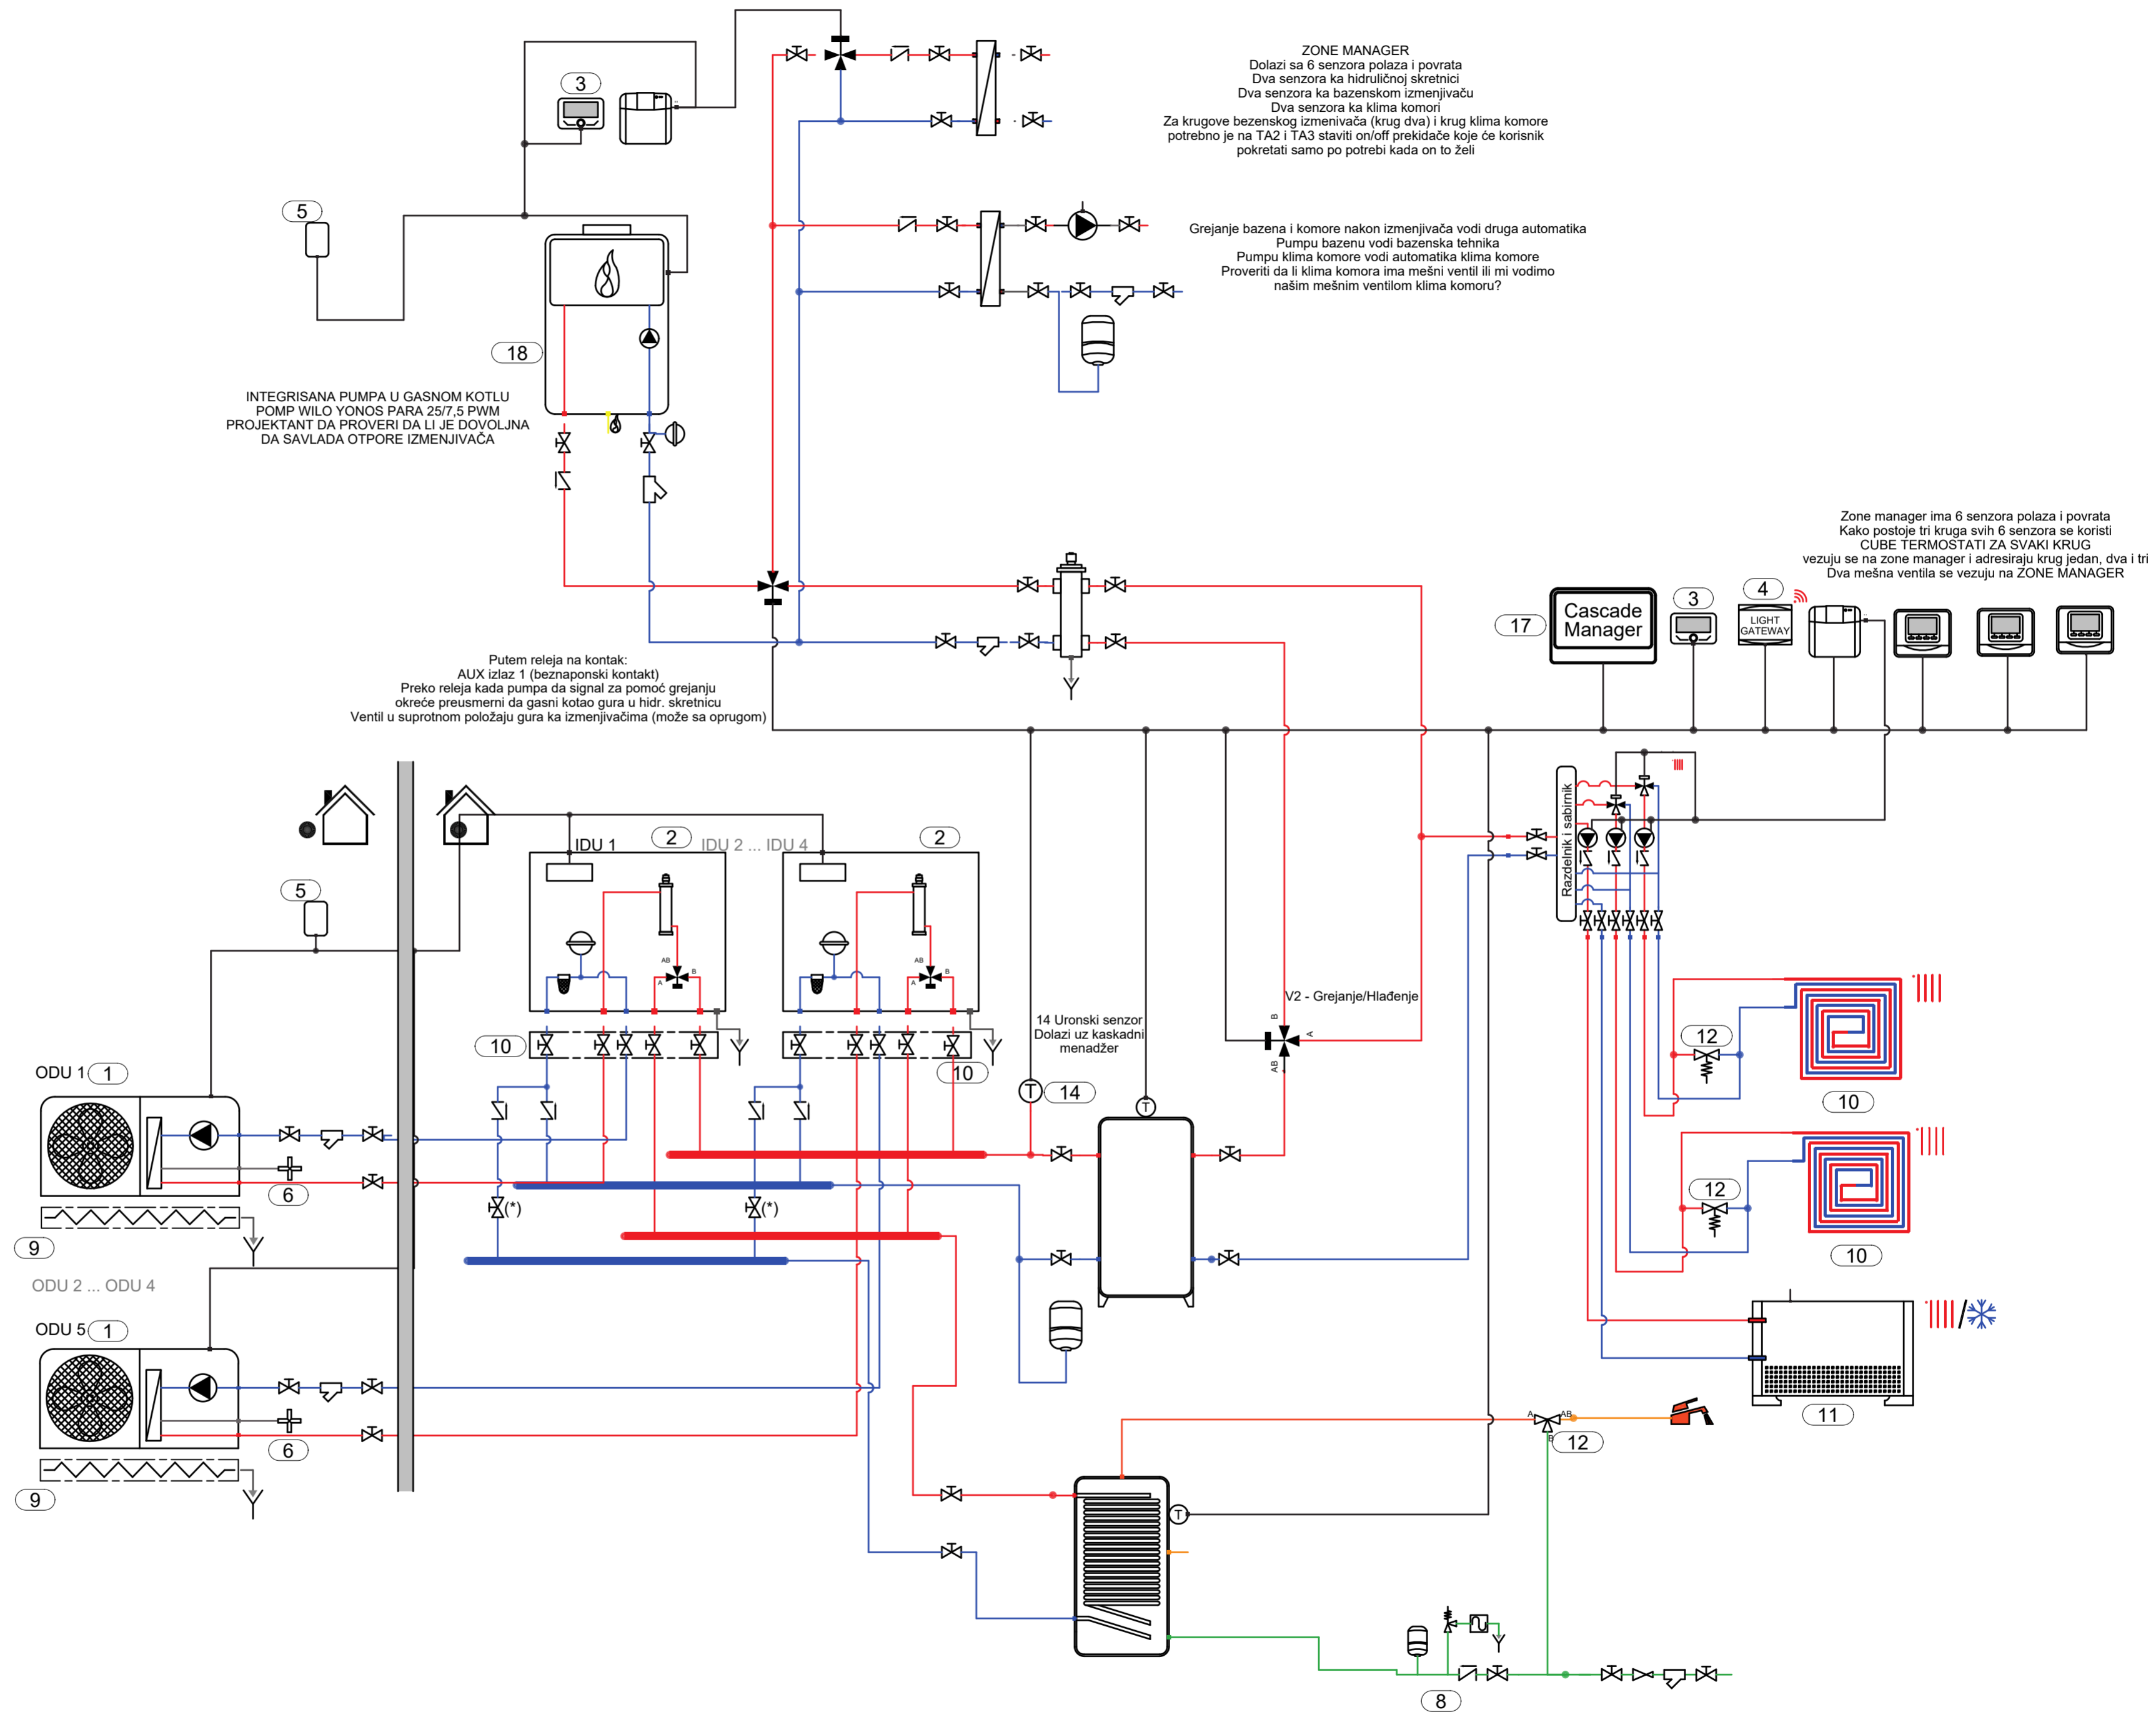 ZONE MANAGER
Dolazi sa 6 senzora polaza i povrata
Dva senzora ka hidruličnoj skretnici
Dva senzora ka bazenskom izmenjivaču
Dva senzora ka klima komori
Za krugove bezenskog izmenivača (krug dva) i krug klima komore
potrebno je na TA2 i TA3 staviti on/off prekidače koje će korisnik
pokretati samo po potrebi kada on to želi
3
5
Grejanje bazena i komore nakon izmenjivača vodi druga automatika
Pumpu bazenu vodi bazenska tehnika
Pumpu klima komore vodi automatika klima komore
Proveriti da li klima komora ima mešni ventil ili mi vodimo
našim mešnim ventilom klima komoru?
18
INTEGRISANA PUMPA U GASNOM KOTLU
POMP WILO YONOS PARA 25/7,5 PWM
PROJEKTANT DA PROVERI DA LI JE DOVOLJNA
DA SAVLADA OTPORE IZMENJIVAČA
Zone manager ima 6 senzora polaza i povrata
Kako postoje tri kruga svih 6 senzora se koristi
CUBE TERMOSTATI ZA SVAKI KRUG
vezuju se na zone manager i adresiraju krug jedan, dva i tri
Dva mešna ventila se vezuju na ZONE MANAGER
17
Cascade
Manager
3
4
LIGHT
GATEWAY
Putem releja na kontak:
AUX izlaz 1 (beznaponski kontakt)
Preko releja kada pumpa da signal za pomoć grejanju
okreće preusmerni da gasni kotao gura u hidr. skretnicu
Ventil u suprotnom položaju gura ka izmenjivačima (može sa oprugom)
Razdelnik i sabirnik
IDU 1
2
IDU 2 ... IDU 4
2
5
AB
B
A
AB
B
A
V2 - Grejanje/Hlađenje
B
A
AB
14 Uronski senzor
Dolazi uz kaskadni
menadžer
10
10
ODU 1
1
T
14
T
12
10
6
(*)
(*)
12
10
9
ODU 2 ... ODU 4
ODU 5
1
/
11
6
9
A
AB
B
12
T
8